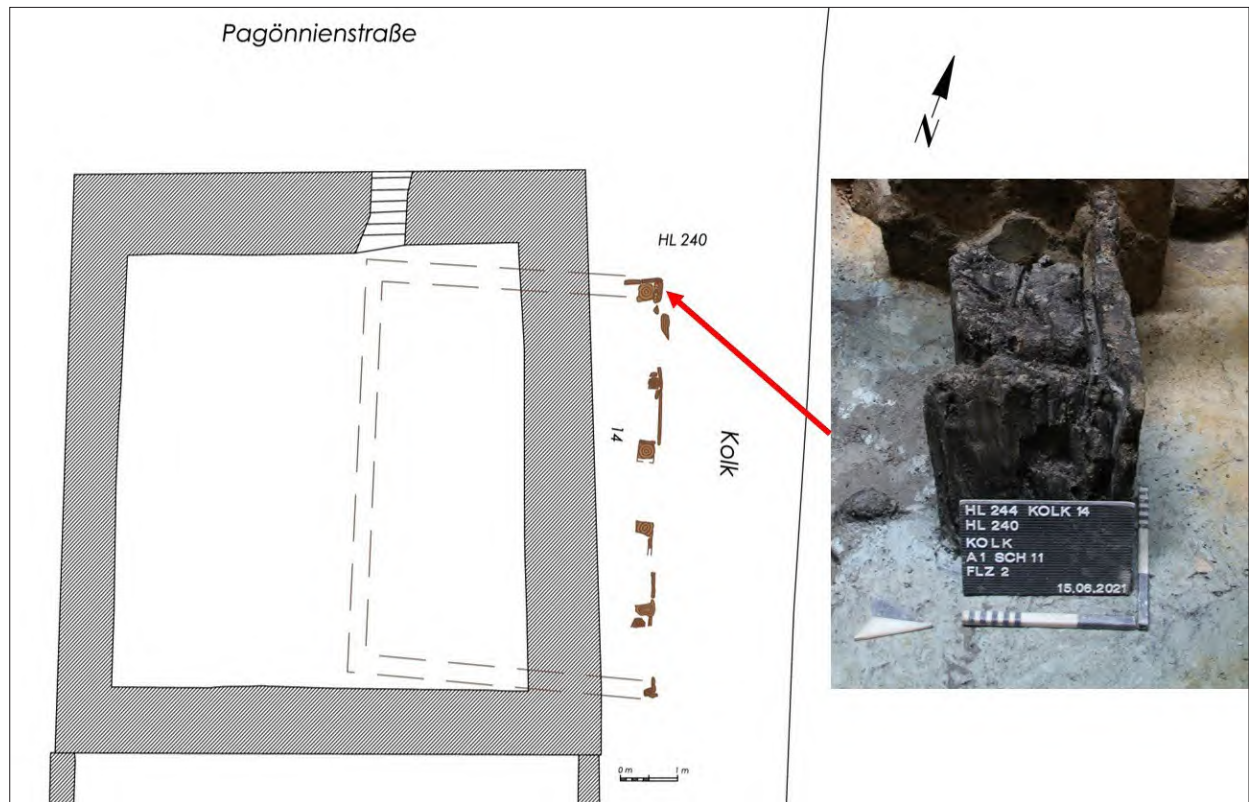 Pagönnienstraße
N
HL 240
14
Kolk
HL 244 KOLK 14
HL 240
KOLK
A1 SCH 11
FLZ 2
15.06.2021
0 m 1 m